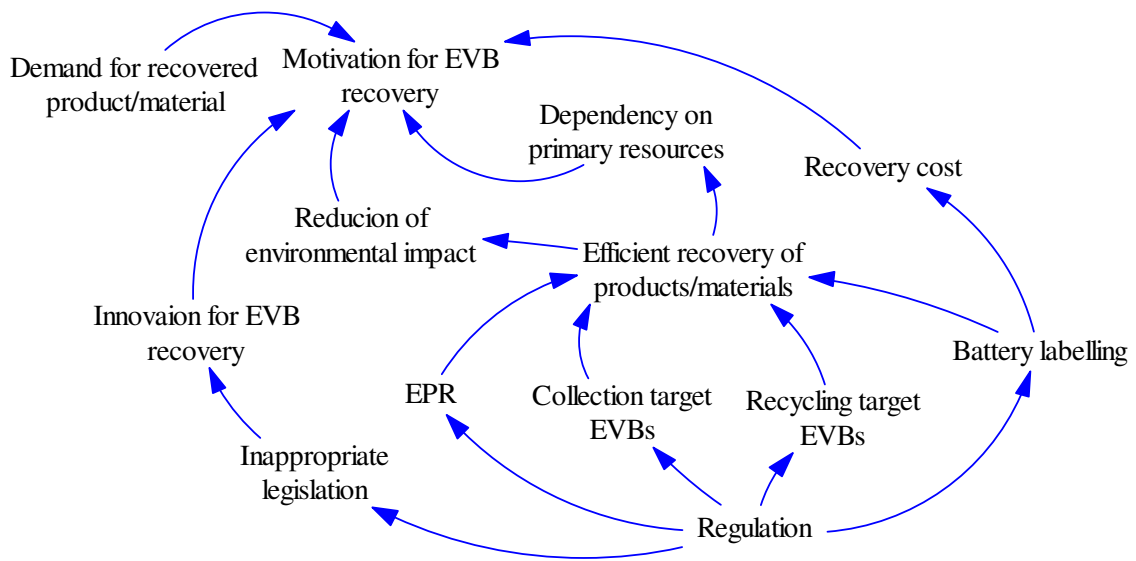 Demand for recovered
product/material
Motivation for EVB
recovery
Dependency on
primary resources
Recovery cost
Reducion of
environmental impact
Efficient recovery of
products/materials
Innovaion for EVB
recovery
Battery labelling
EPR
Collection target
EVBs
Recycling target
EVBs
Inappropriate
legislation
Regulation